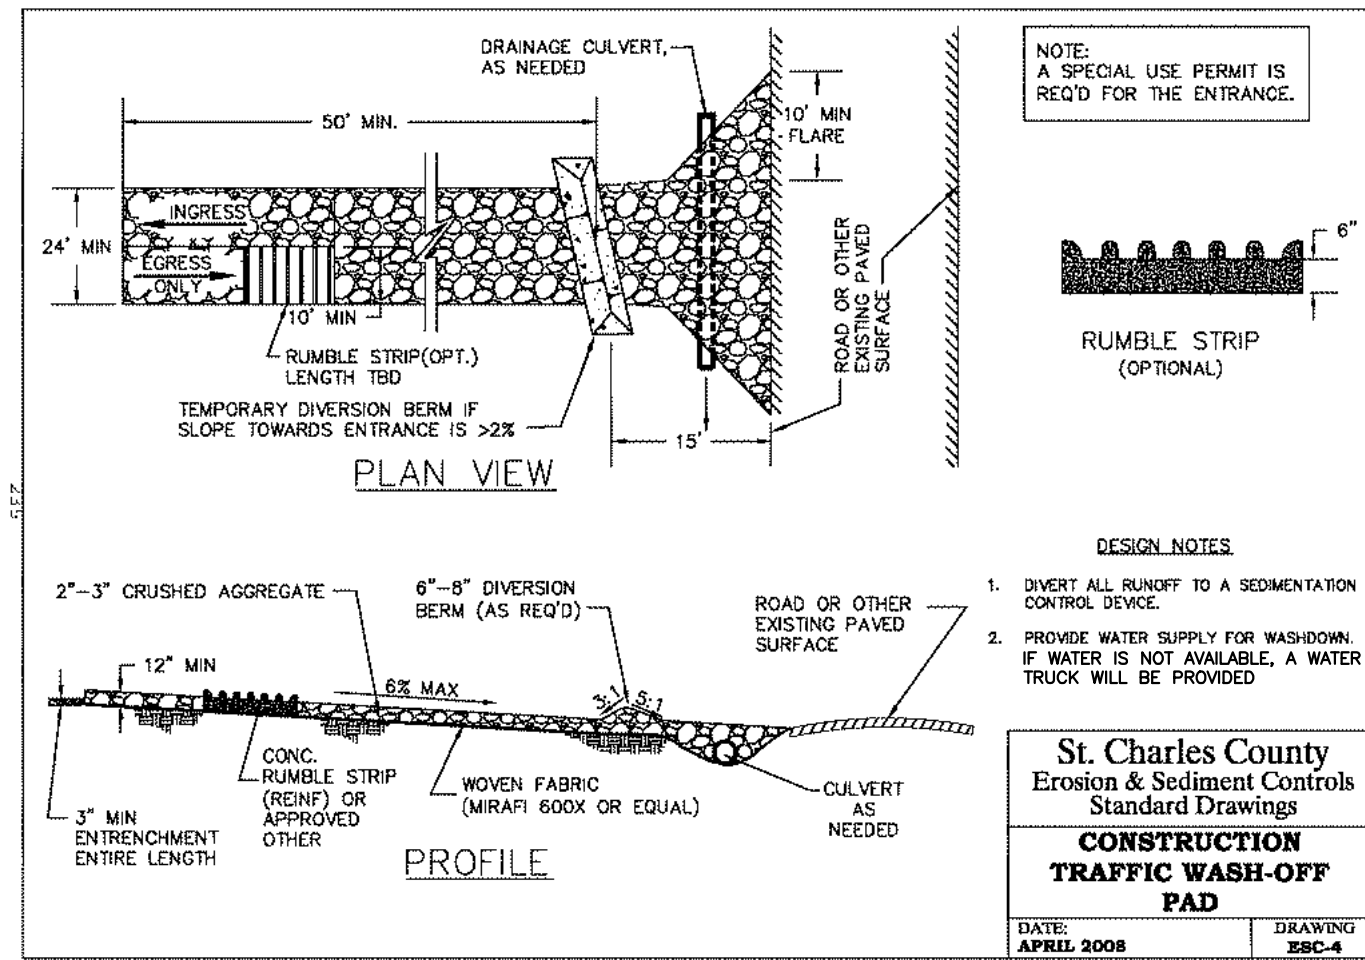 DRAINAGE CULVERT,
AS NEEDED
50' MIN.
10' MIN
FLARE
NOTE:
A SPECIAL USE PERMIT IS
REQ'D FOR THE ENTRANCE.
INGRESS
24' MIN
EGRESS
ONLY
10' MIN
RUMBLE STRIP(OPT.)
LENGTH TBD
TEMPORARY DIVERSION BERM IF
SLOPE TOWARDS ENTRANCE IS >2%
15'
ROAD OR OTHER
EXISTING PAVED
SURFACE
6"
RUMBLE STRIP
(OPTIONAL)
PLAN VIEW
DESIGN NOTES
1. DIVERT ALL RUNOFF TO A SEDIMENTATION
CONTROL DEVICE.
2. PROVIDE WATER SUPPLY FOR WASHDOWN.
IF WATER IS NOT AVAILABLE, A WATER
TRUCK WILL BE PROVIDED
2"-3" CRUSHED AGGREGATE
6"-8" DIVERSION
BERM (AS REQ'D)
ROAD OR OTHER
EXISTING PAVED
SURFACE
12" MIN
6% MAX
3:1
5:1
3" MIN
ENTRENCHMENT
ENTIRE LENGTH
CONC.
RUMBLE STRIP
(REINF) OR
APPROVED
OTHER
WOVEN FABRIC
(MIRAFI 600X OR EQUAL)
CULVERT
AS
NEEDED
PROFILE
St. Charles County
Erosion & Sediment Controls
Standard Drawings
CONSTRUCTION
TRAFFIC WASH-OFF
PAD
DATE:
APRIL 2008
DRAWING
ESC-4